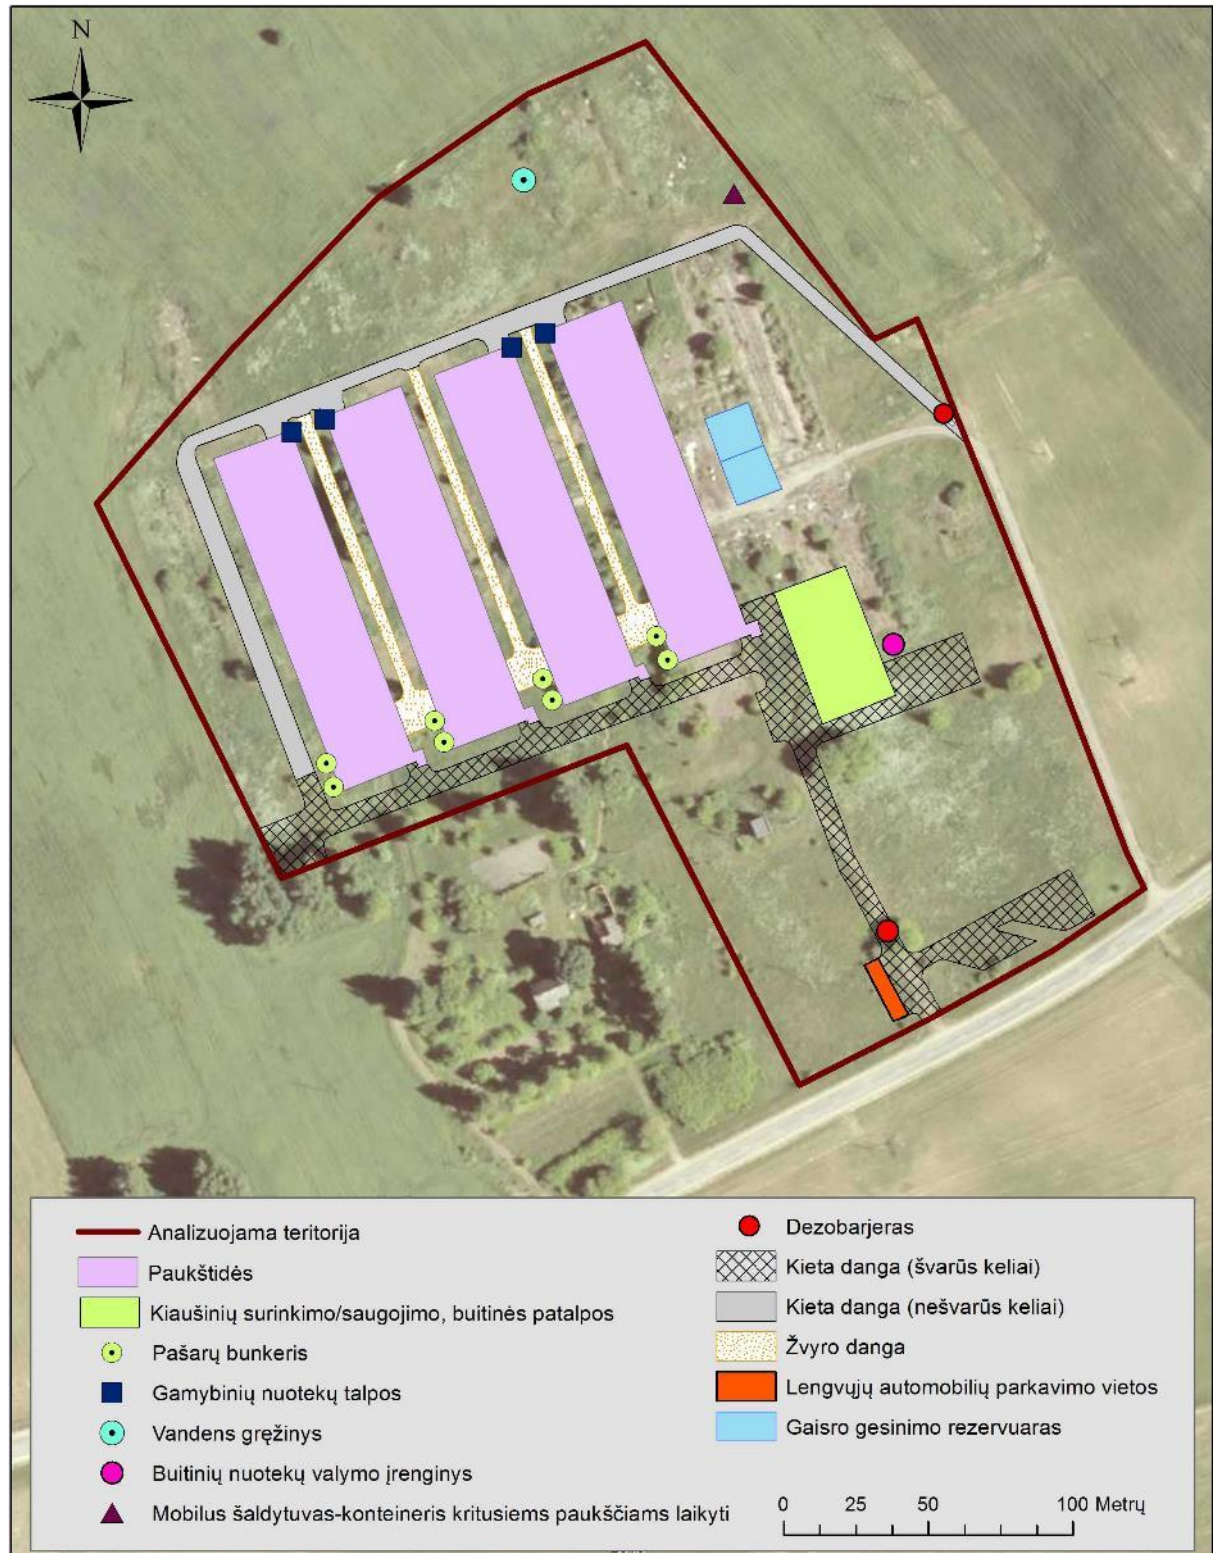 N
Analizuojama teritorija
Paukštidės
Kiaušinių surinkimo/saugojimo, buitinės patalpos
Pašarų bunkeris
Gamybinių nuotekų talpos
Vandens gręžinys
Buitinių nuotekų valymo įrenginys
Mobilus šaldytuvas-konteineris kritusiems paukščiams laikyti
Dezobarjeras
Kieta danga (švarūs keliai)
Kieta danga (nešvarūs keliai)
Žvyro danga
Lengvųjų automobilių parkavimo vietos
Gaisro gesinimo rezervuaras
0 25 50 100 Metrų